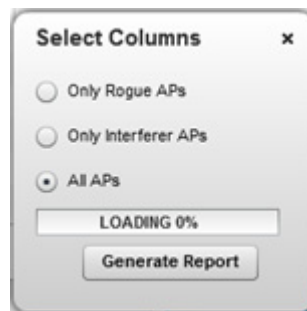 Select Columns ×
Only Rogue APs
Only Interferer APs
All APs
LOADING 0%
Generate Report